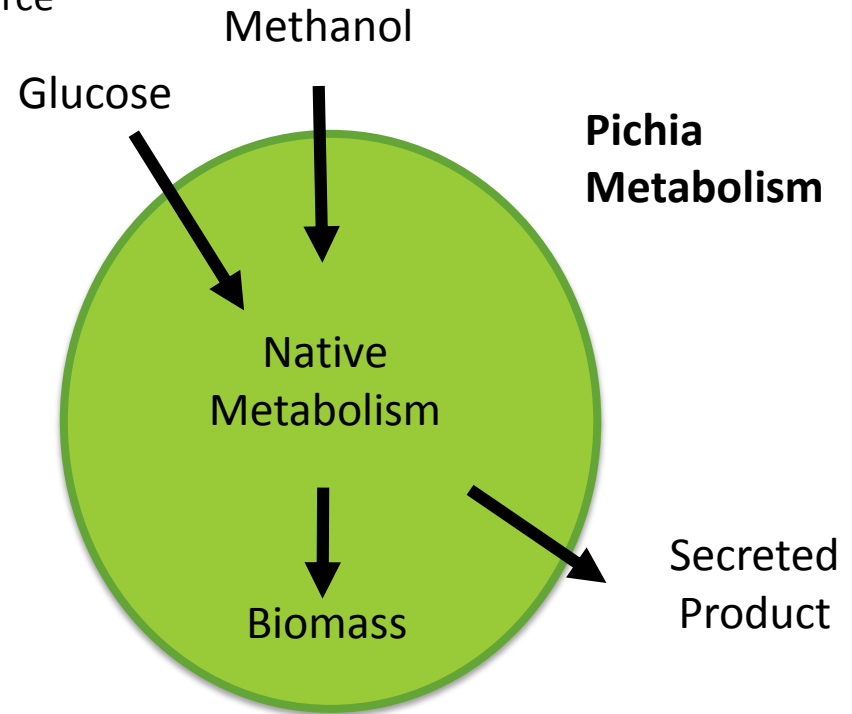 Methanol
Glucose
Pichia
Metabolism
Native
Metabolism
Biomass
Secreted
Product